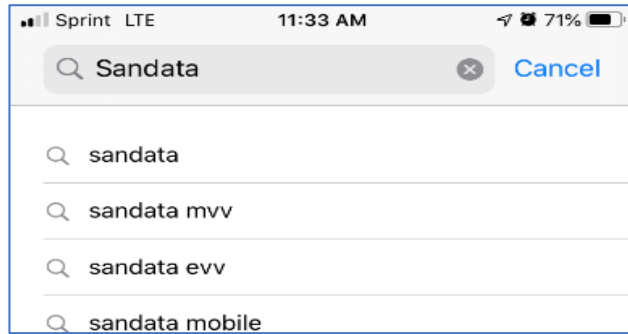 Sprint LTE 11:33 AM 71%
Sandata Cancel
sandata
sandata mvv
sandata evv
sandata mobile